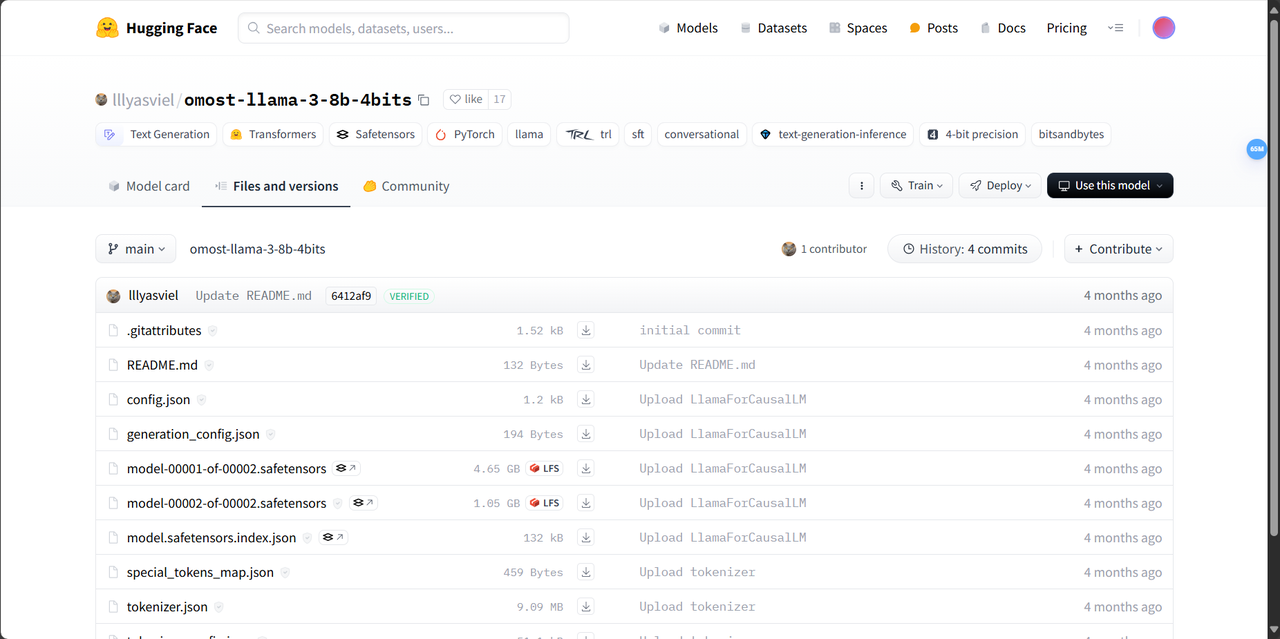 Hugging Face
Search models, datasets, users...
Models
Datasets
Spaces
Posts
Docs
Pricing
lllyasviel/omost-llama-3-8b-4bits
like 17
Text Generation
Transformers
Safetensors
PyTorch
llama
TRL trl
sft
conversational
text-generation-inference
4 4-bit precision
bitsandbytes
65M
Model card
Files and versions
Community
Train
Deploy
Use this model
main
omost-llama-3-8b-4bits
1 contributor
History: 4 commits
+ Contribute
lllyasviel Update README.md 6412af9 VERIFIED 4 months ago
.gitattributes 1.52 kB initial commit 4 months ago
README.md 132 Bytes Update README.md 4 months ago
config.json 1.2 kB Upload LlamaForCausalLM 4 months ago
generation_config.json 194 Bytes Upload LlamaForCausalLM 4 months ago
model-00001-of-00002.safetensors 4.65 GB LFS Upload LlamaForCausalLM 4 months ago
model-00002-of-00002.safetensors 1.05 GB LFS Upload LlamaForCausalLM 4 months ago
model.safetensors.index.json 132 kB Upload LlamaForCausalLM 4 months ago
special_tokens_map.json 459 Bytes Upload tokenizer 4 months ago
tokenizer.json 9.09 MB Upload tokenizer 4 months ago